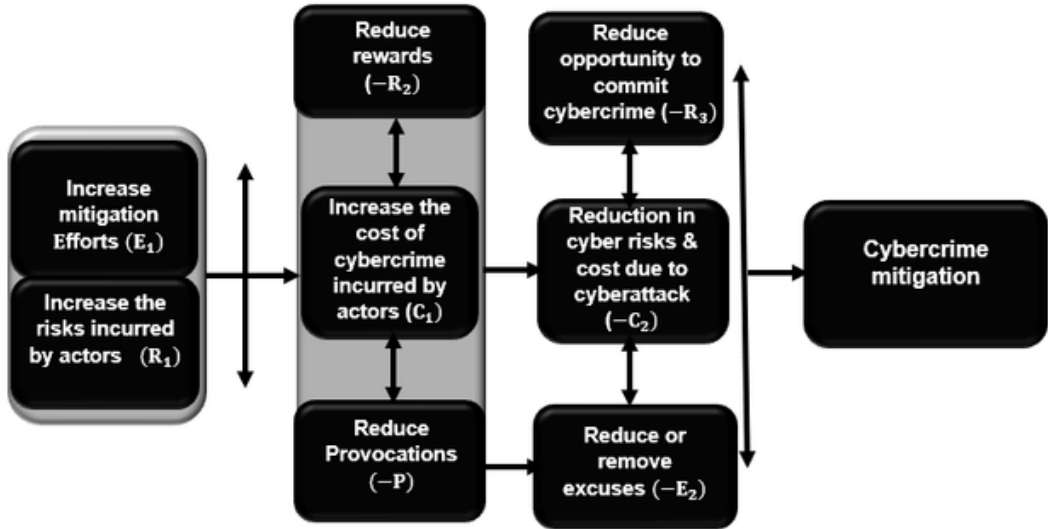 Increase
mitigation
Efforts (E₁)
Increase the
risks incurred
by actors (R₁)
Reduce
rewards
(−R₂)
Increase the
cost of
cybercrime
incurred by
actors (C₁)
Reduce
Provocations
(−P)
Reduce
opportunity to
commit
cybercrime (−R₃)
Reduction in
cyber risks &
cost due to
cyberattack
(−C₂)
Reduce or
remove
excuses (−E₂)
Cybercrime
mitigation